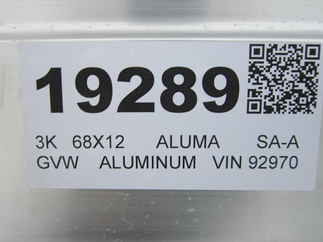 19289
3K 68X12 ALUMA SA-A
GVW ALUMINUM VIN 92970